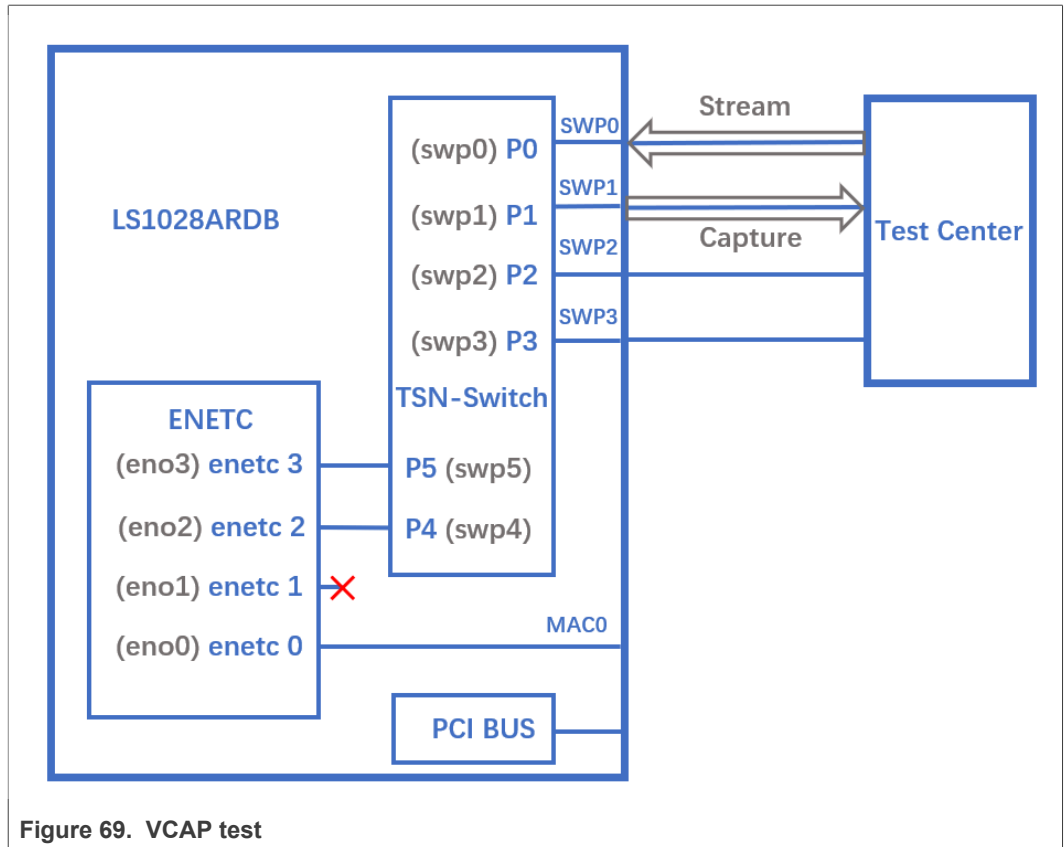 LS1028ARDB
(swp0) P0
(swp1) P1
(swp2) P2
(swp3) P3
TSN-Switch
P5 (swp5)
P4 (swp4)
SWP0
SWP1
SWP2
SWP3
Stream
Capture
Test Center
ENETC
(eno3) enetc 3
(eno2) enetc 2
(eno1) enetc 1
(eno0) enetc 0
MAC0
PCI BUS
Figure 69. VCAP test